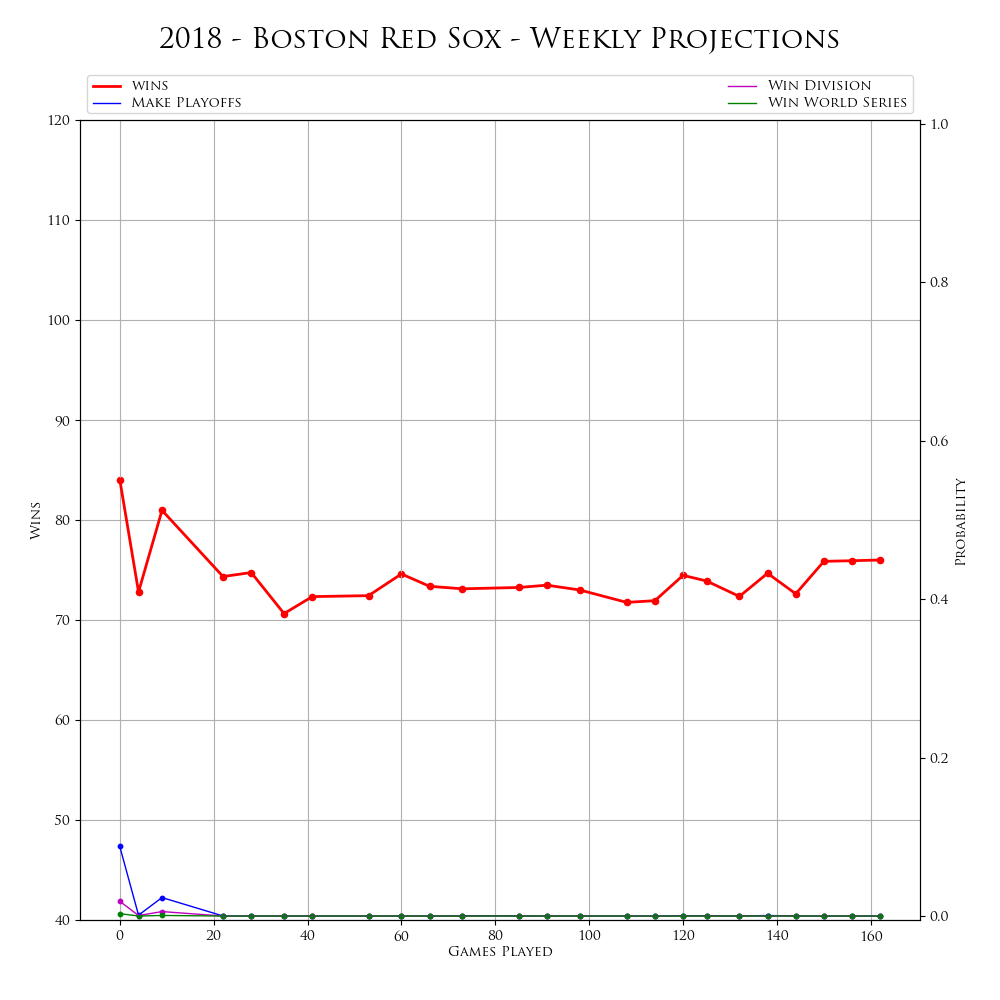 2018 - Boston Red Sox - Weekly Projections
wins
Make Playoffs
Win Division
Win World Series
120
110
100
90
80
70
60
50
40
Wins
1.0
0.8
0.6
0.4
0.2
0.0
Probability
0 20 40 60 80 100 120 140 160
Games Played